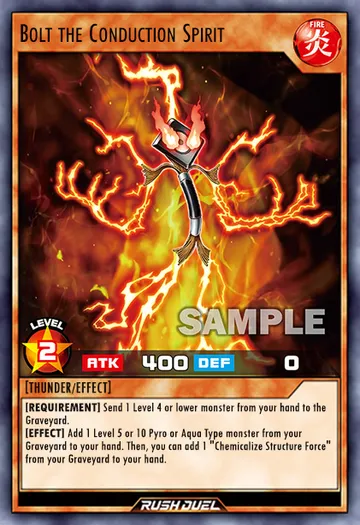 BOLT THE CONDUCTION SPIRIT
FIRE
炎
SAMPLE
LEVEL
2
ATK 400 DEF 0
[THUNDER/EFFECT]
[REQUIREMENT] Send 1 Level 4 or lower monster from your hand to the
Graveyard.
[EFFECT] Add 1 Level 5 or 10 Pyro or Aqua Type monster from your
Graveyard to your hand. Then, you can add 1 "Chemicalize Structure Force"
from your Graveyard to your hand.
RUSH DUEL